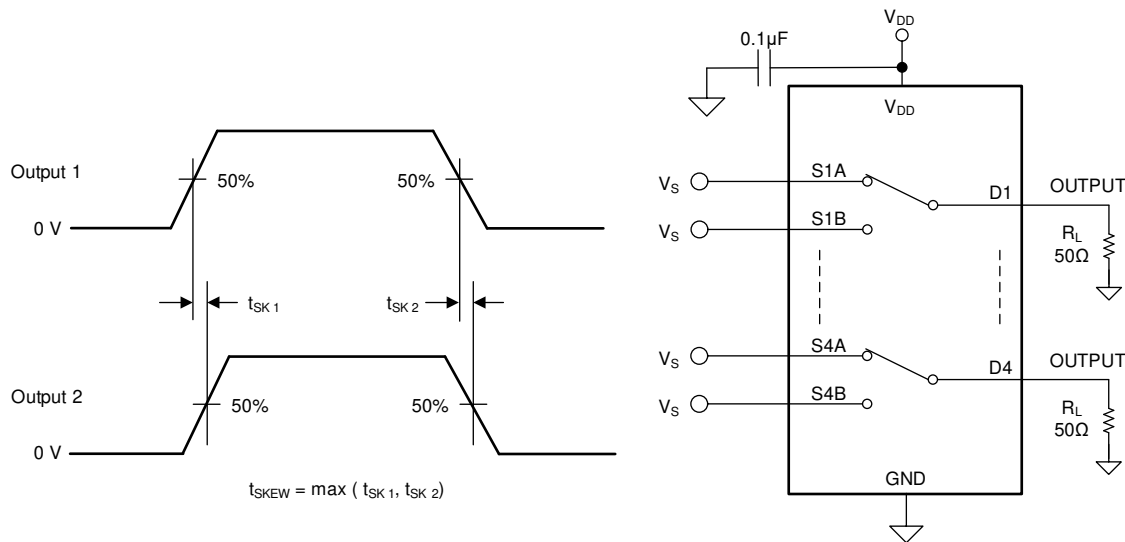 Output 1
50%
50%
0 V
t_SK 1
t_SK 2
Output 2
50%
50%
0 V
t_SKEW = max ( t_SK 1, t_SK 2)
V_DD
0.1µF
V_DD
V_S
S1A
D1
OUTPUT
V_S
S1B
R_L
50Ω
V_S
S4A
D4
OUTPUT
V_S
S4B
R_L
50Ω
GND